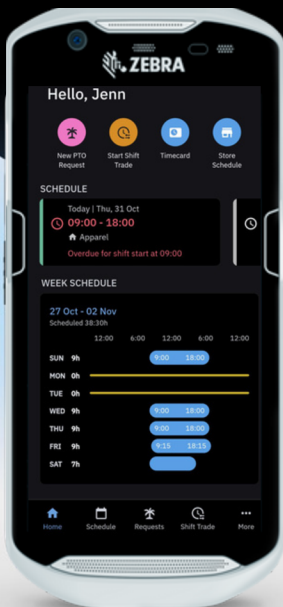 ZEBRA
Hello, Jenn
New PTO
Request
Start Shift
Trade
Timecard
Store
Schedule
SCHEDULE
Today | Thu, 31 Oct
09:00 - 18:00
Apparel
Overdue for shift start at 09:00
WEEK SCHEDULE
27 Oct - 02 Nov
Scheduled 38:30h
12:00 6:00 12:00 6:00 12:00
SUN 9h 9:00 18:00
MON 0h
TUE 0h
WED 9h 9:00 18:00
THU 9h 9:00 18:00
FRI 9h 9:15 18:15
SAT 7h
Home Schedule Requests Shift Trade More